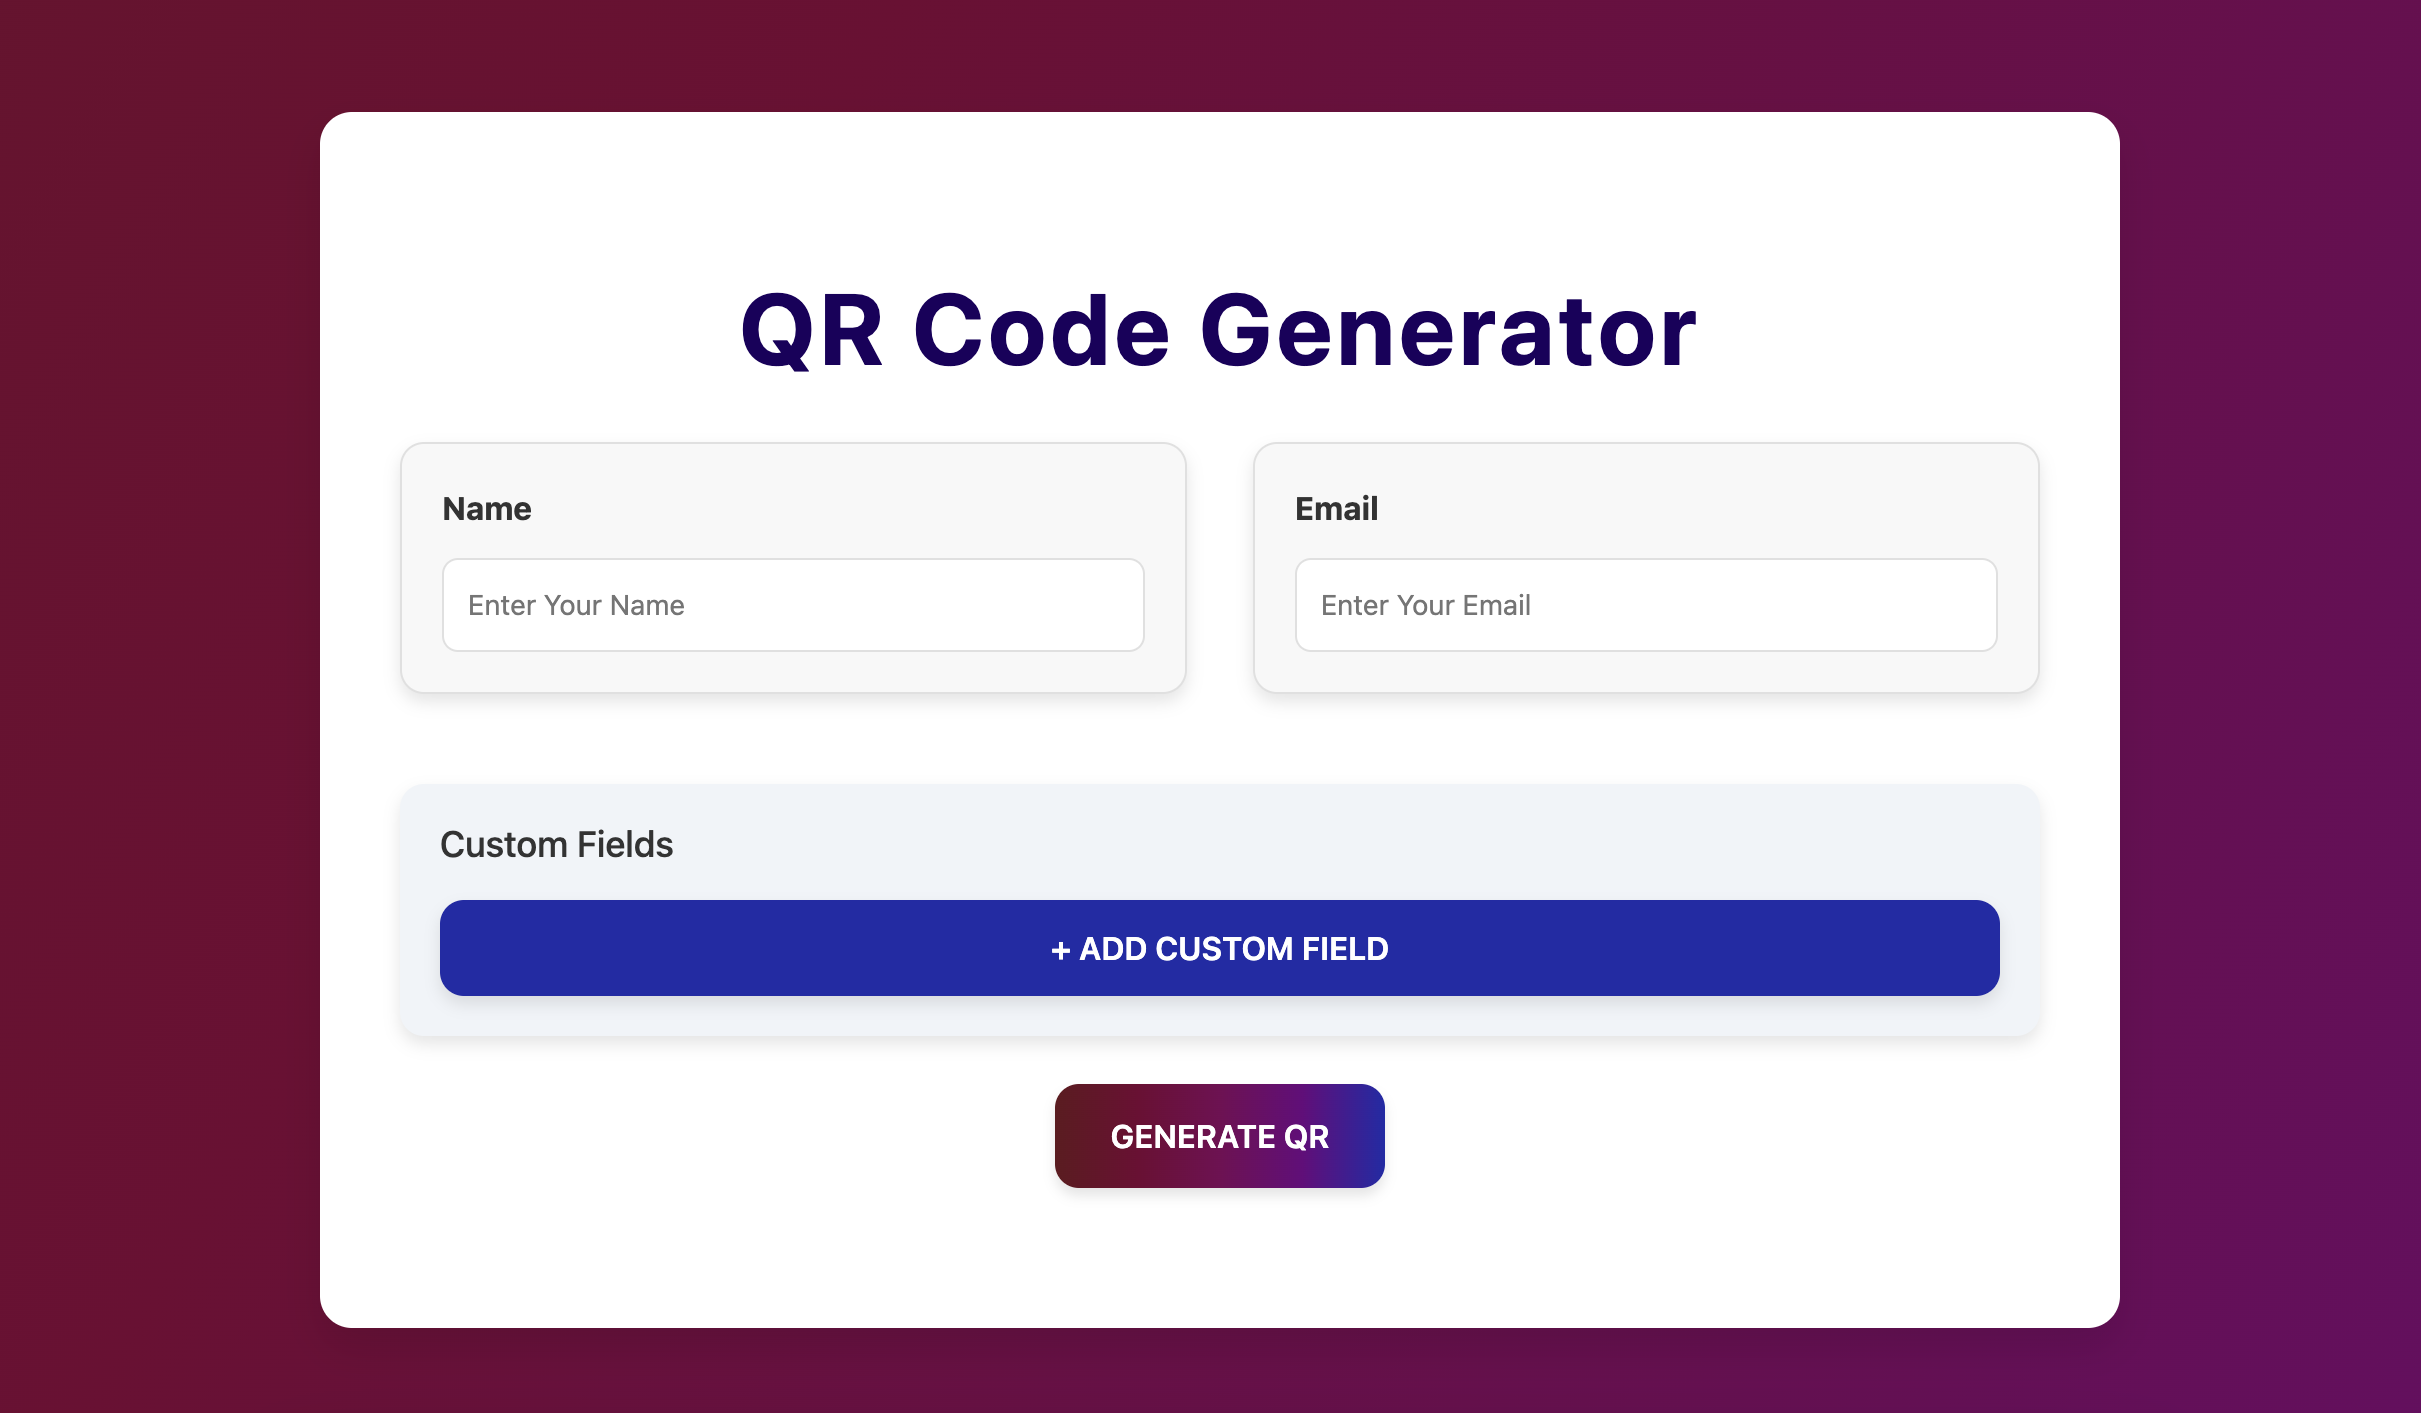 QR Code Generator
Name
Email
Enter Your Name
Enter Your Email
Custom Fields
+ ADD CUSTOM FIELD
GENERATE QR